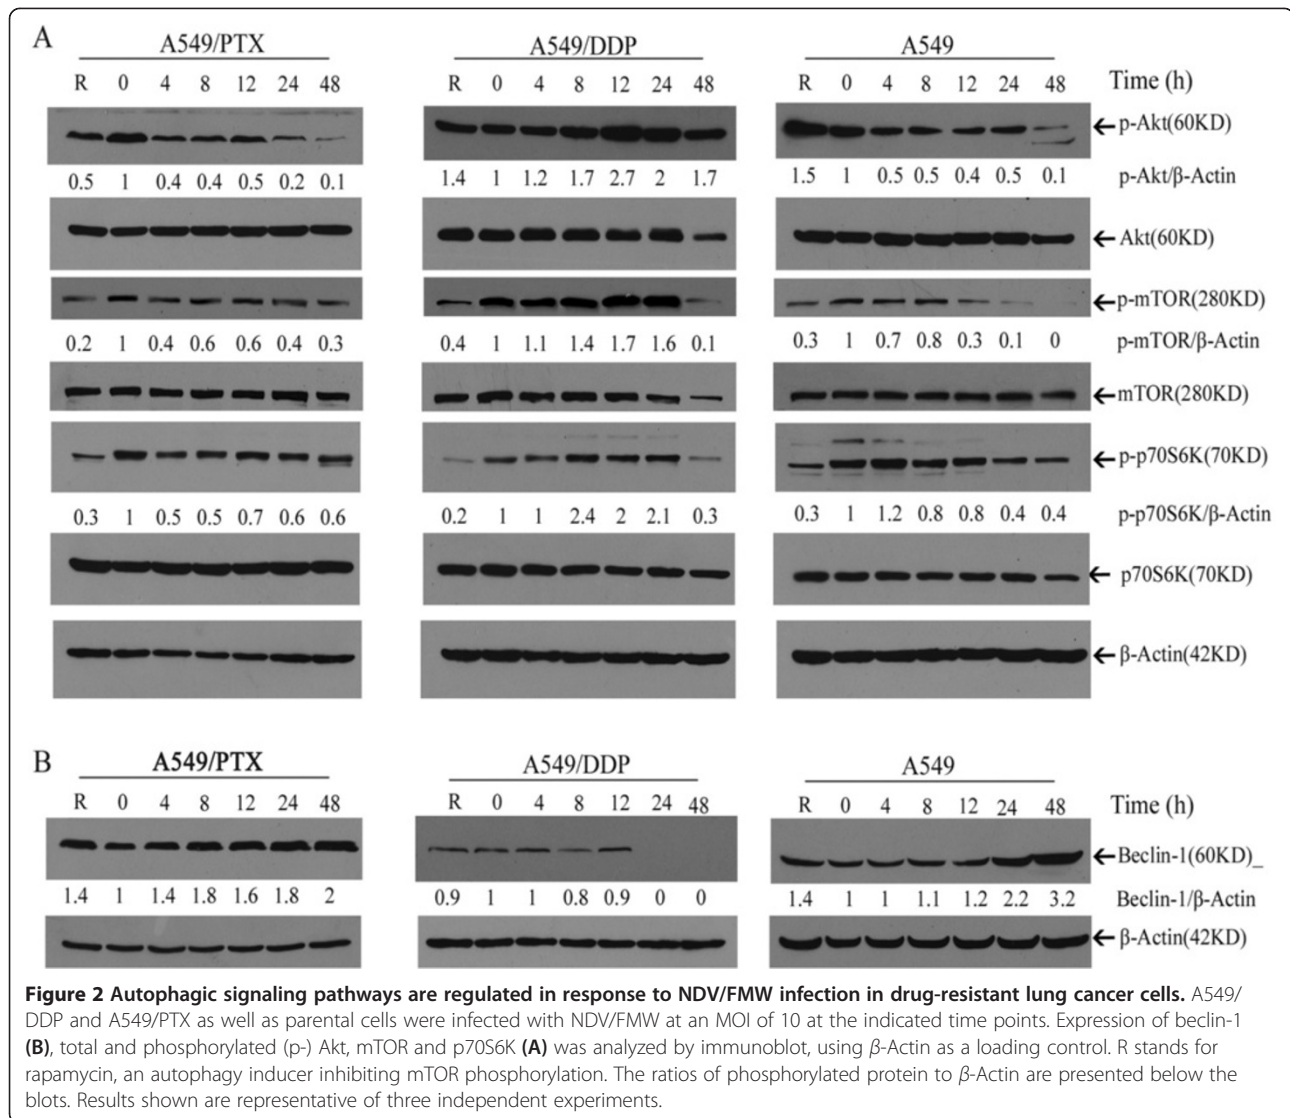 A
A549/PTX A549/DDP A549
R 0 4 8 12 24 48 R 0 4 8 12 24 48 R 0 4 8 12 24 48 Time (h)
p-Akt(60KD)
0.5 1 0.4 0.4 0.5 0.2 0.1 1.4 1 1.2 1.7 2.7 2 1.7 1.5 1 0.5 0.5 0.4 0.5 0.1 p-Akt/β-Actin
Akt(60KD)
p-mTOR(280KD)
0.2 1 0.4 0.6 0.6 0.4 0.3 0.4 1 1.1 1.4 1.7 1.6 0.1 0.3 1 0.7 0.8 0.3 0.1 0 p-mTOR/β-Actin
mTOR(280KD)
p-p70S6K(70KD)
0.3 1 0.5 0.5 0.7 0.6 0.6 0.2 1 1 2.4 2 2.1 0.3 0.3 1 1.2 0.8 0.8 0.4 0.4 p-p70S6K/β-Actin
p70S6K(70KD)
β-Actin(42KD)
B
A549/PTX A549/DDP A549
R 0 4 8 12 24 48 R 0 4 8 12 24 48 R 0 4 8 12 24 48 Time (h)
Beclin-1(60KD)_
1.4 1 1.4 1.8 1.6 1.8 2 0.9 1 1 0.8 0.9 0 0 1.4 1 1 1.1 1.2 2.2 3.2 Beclin-1/β-Actin
β-Actin(42KD)
Figure 2 Autophagic signaling pathways are regulated in response to NDV/FMW infection in drug-resistant lung cancer cells. A549/
DDP and A549/PTX as well as parental cells were infected with NDV/FMW at an MOI of 10 at the indicated time points. Expression of beclin-1
(B), total and phosphorylated (p-) Akt, mTOR and p70S6K (A) was analyzed by immunoblot, using β-Actin as a loading control. R stands for
rapamycin, an autophagy inducer inhibiting mTOR phosphorylation. The ratios of phosphorylated protein to β-Actin are presented below the
blots. Results shown are representative of three independent experiments.